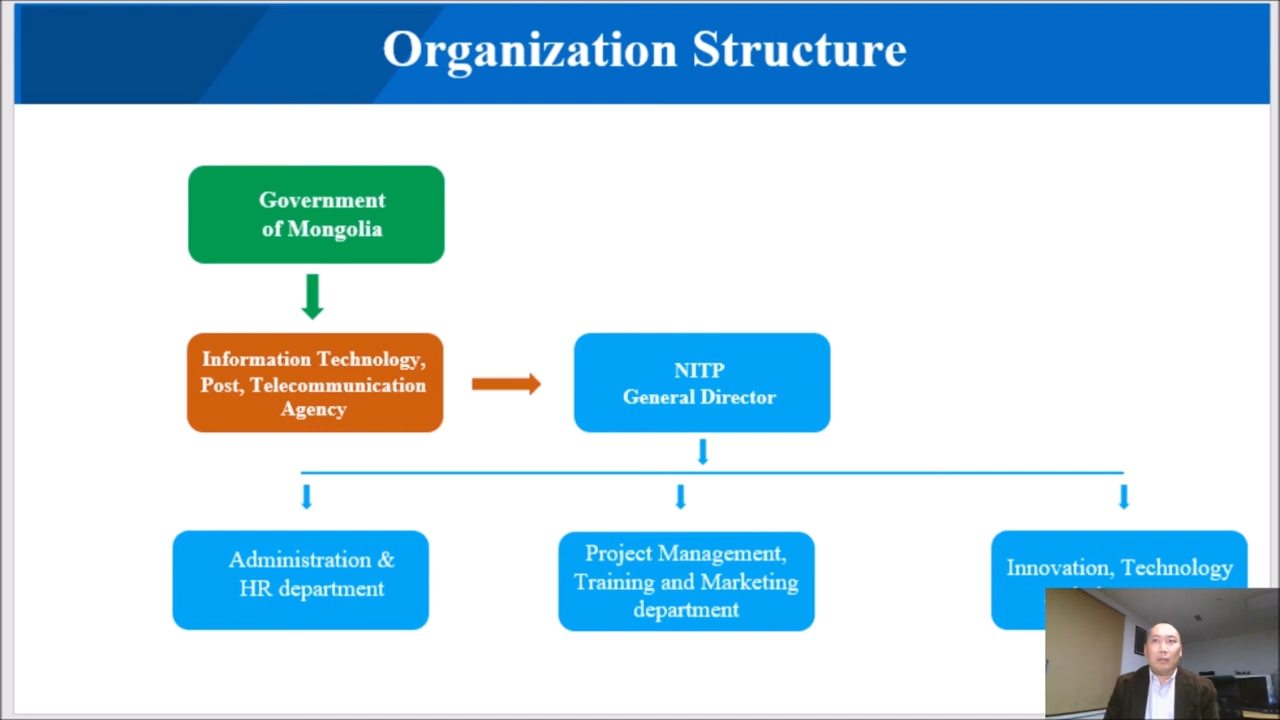 Organization Structure
Government
of Mongolia
Information Technology,
Post, Telecommunication
Agency
NITP
General Director
Administration &
HR department
Project Management,
Training and Marketing
department
Innovation, Technology